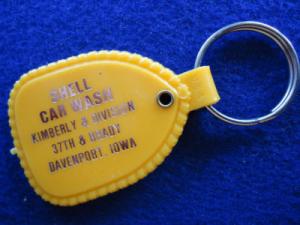 SHELL
CAR WASH
KIMBERLY & DIVISION
37TH & BRADY
DAVENPORT, IOWA